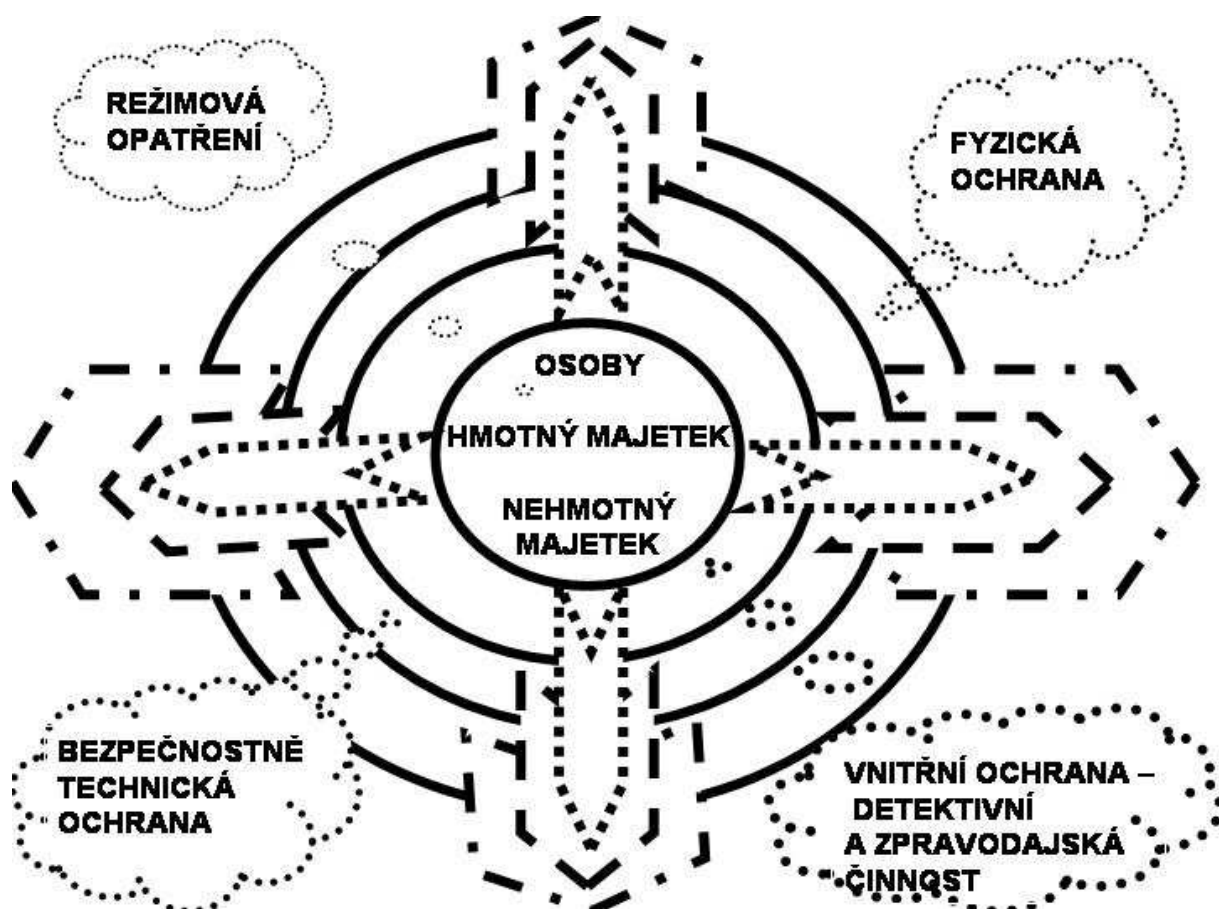 REŽIMOVÁ
OPATŘENÍ
FYZICKÁ
OCHRANA
OSOBY
HMOTNÝ MAJETEK
NEHMOTNÝ
MAJETEK
BEZPEČNOSTNĚ
TECHNICKÁ
OCHRANA
VNITŘNÍ OCHRANA –
DETEKTIVNÍ
A ZPRAVODAJSKÁ
ČINNOST